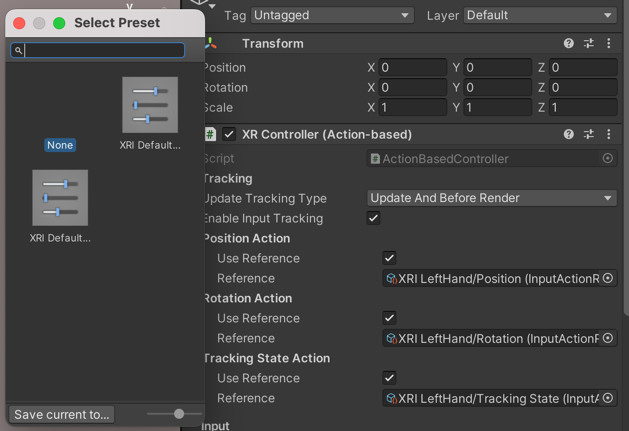 Select Preset
None
XRI Default...
XRI Default...
Save current to...
Tag Untagged Layer Default
Transform
Position X 0 Y 0 Z 0
Rotation X 0 Y 0 Z 0
Scale X 1 Y 1 Z 1
# XR Controller (Action-based)
Script # ActionBasedController
Tracking
Update Tracking Type Update And Before Render
Enable Input Tracking
Position Action
Use Reference
Reference XRI LeftHand/Position (InputActionR
Rotation Action
Use Reference
Reference XRI LeftHand/Rotation (InputActionF
Tracking State Action
Use Reference
Reference XRI LeftHand/Tracking State (InputA
Input